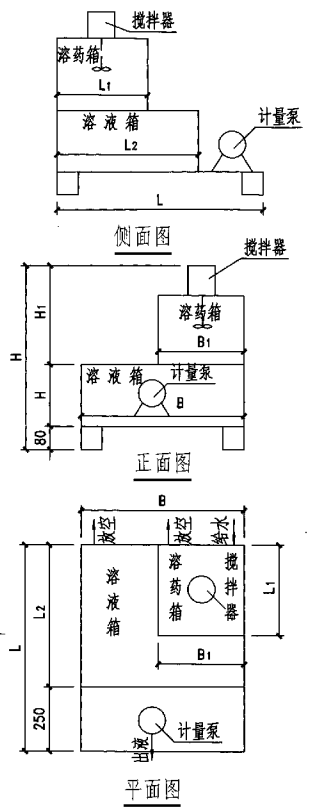 搅拌器
溶药箱
L1
溶液箱
计量泵
L2
L
侧面图
搅拌器
H1
溶药箱
B1
H
溶液箱
计量泵
H
B
80
正面图
B
放空
放空
给水
溶液箱
溶药箱
搅拌器
L1
L2
B1
L
250
计量泵
出液
平面图